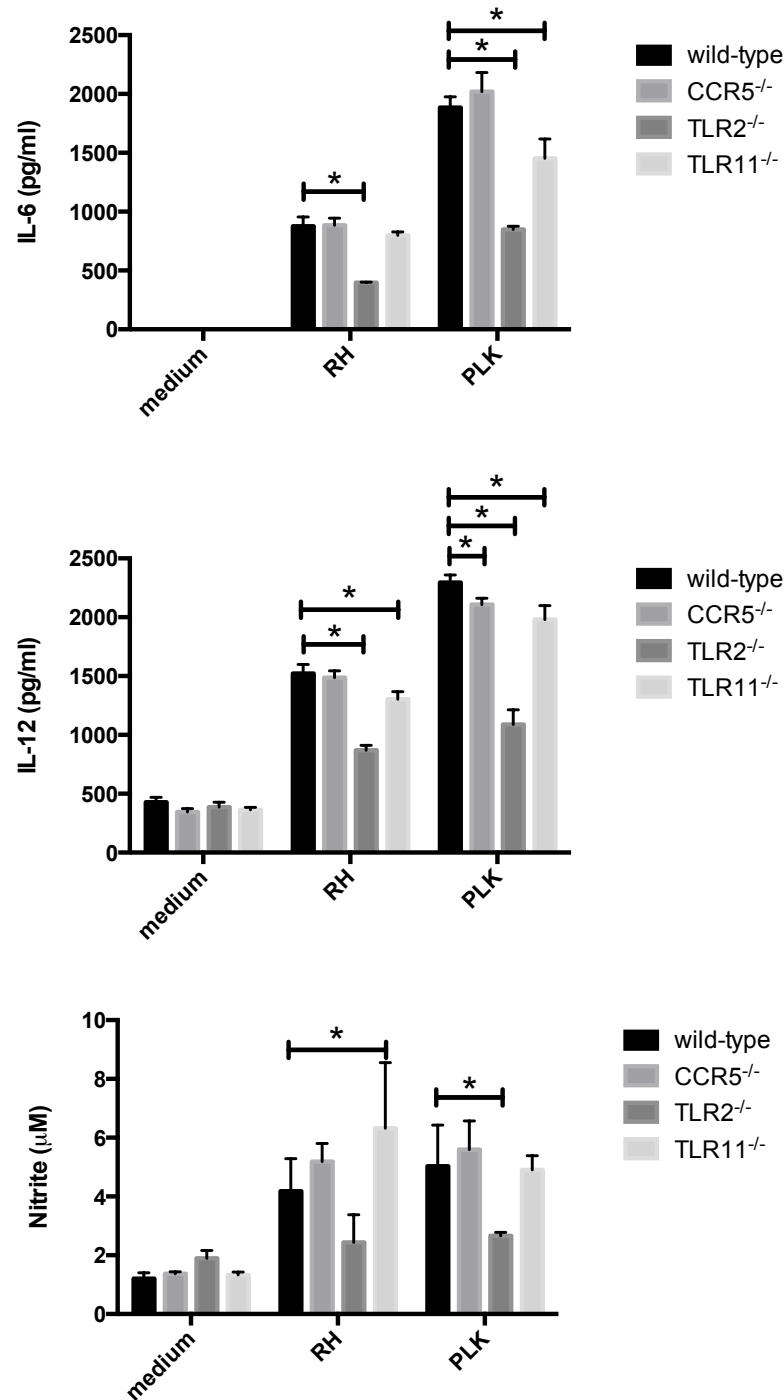 *
*
2500
2000
1500
1000
500
0
IL-6 (pg/ml)
*
medium
RH
PLK
wild-type
CCR5-/-
TLR2-/-
TLR11-/-
*
*
*
2500
2000
1500
1000
500
0
IL-12 (pg/ml)
*
*
medium
RH
PLK
wild-type
CCR5-/-
TLR2-/-
TLR11-/-
10
8
6
4
2
0
Nitrite (µM)
*
*
medium
RH
PLK
wild-type
CCR5-/-
TLR2-/-
TLR11-/-